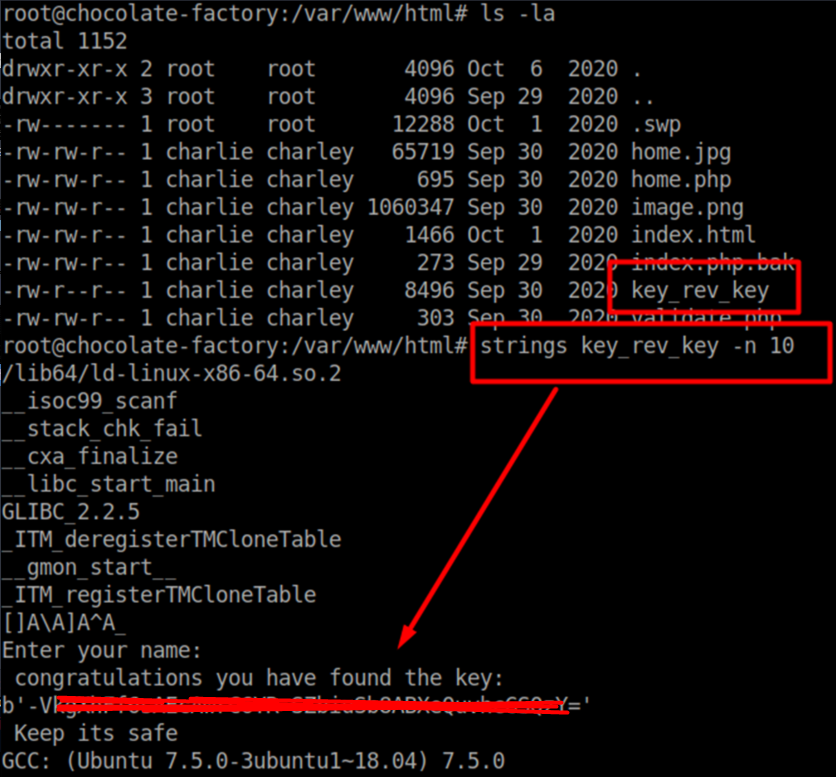 root@chocolate-factory:/var/www/html# ls -la
total 1152
drwxr-xr-x 2 root    root       4096 Oct  6  2020 .
drwxr-xr-x 3 root    root       4096 Sep 29  2020 ..
-rw------- 1 root    root      12288 Oct  1  2020 .swp
-rw-rw-r-- 1 charlie charley   65719 Sep 30  2020 home.jpg
-rw-rw-r-- 1 charlie charley     695 Sep 30  2020 home.php
-rw-rw-r-- 1 charlie charley 1060347 Sep 30  2020 image.png
-rw-rw-r-- 1 charlie charley    1466 Oct  1  2020 index.html
-rw-rw-r-- 1 charlie charley     273 Sep 29  2020 index.php.bak
-rw-r--r-- 1 charlie charley    8496 Sep 30  2020 key_rev_key
-rw-rw-r-- 1 charlie charley     303 Sep 30  2020 validate.php
root@chocolate-factory:/var/www/html# strings key_rev_key -n 10
/lib64/ld-linux-x86-64.so.2
__isoc99_scanf
__stack_chk_fail
__cxa_finalize
__libc_start_main
GLIBC_2.2.5
_ITM_deregisterTMCloneTable
__gmon_start__
_ITM_registerTMCloneTable
[]A\A]A^A_
Enter your name:
 congratulations you have found the key:
 Keep its safe
GCC: (Ubuntu 7.5.0-3ubuntu1~18.04) 7.5.0